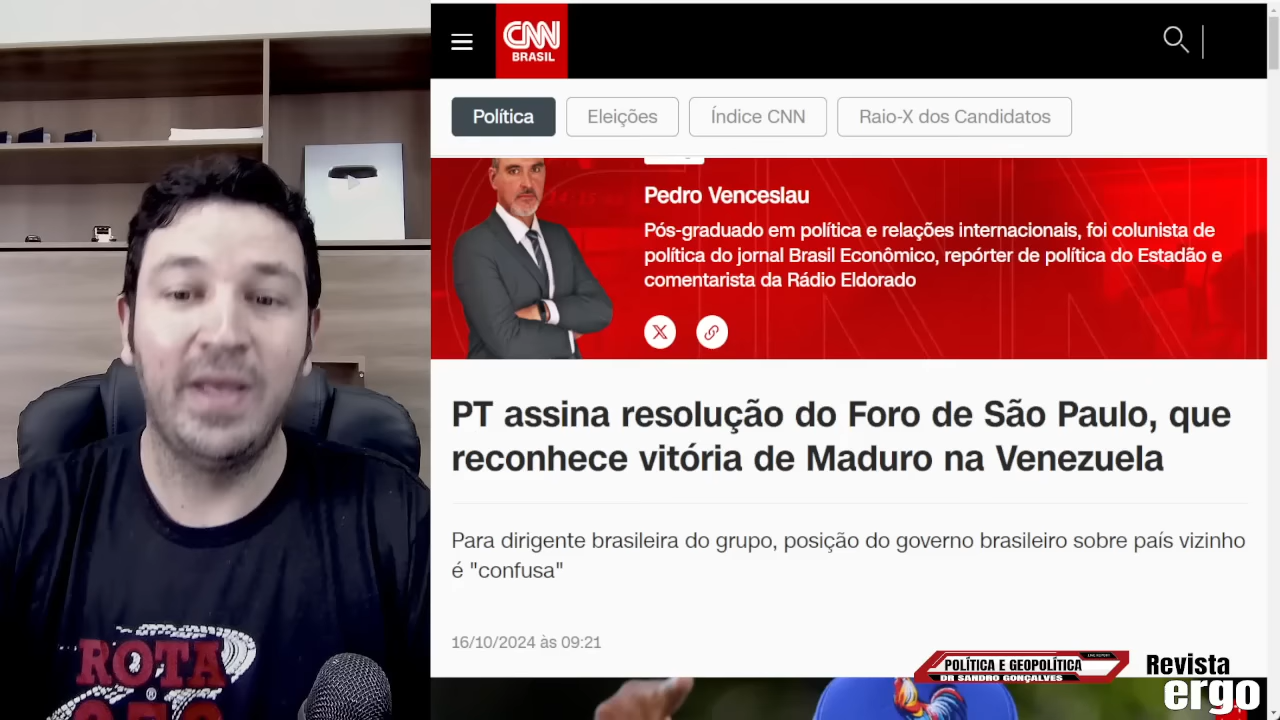 CNN
BRASIL
Política
Eleições
Índice CNN
Raio-X dos Candidatos
Pedro Venceslau
Pós-graduado em política e relações internacionais, foi colunista de
política do jornal Brasil Econômico, repórter de política do Estadão e
comentarista da Rádio Eldorado
PT assina resolução do Foro de São Paulo, que
reconhece vitória de Maduro na Venezuela
Para dirigente brasileira do grupo, posição do governo brasileiro sobre país vizinho
é "confusa"
16/10/2024 às 09:21
POLÍTICA E GEOPOLÍTICA
DR SANDRO GONÇALVES
Revista
ergo
ROTA